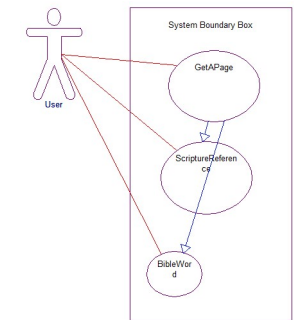 System Boundary Box
GetAPage
User
ScriptureReferen
ce
BibleWor
d